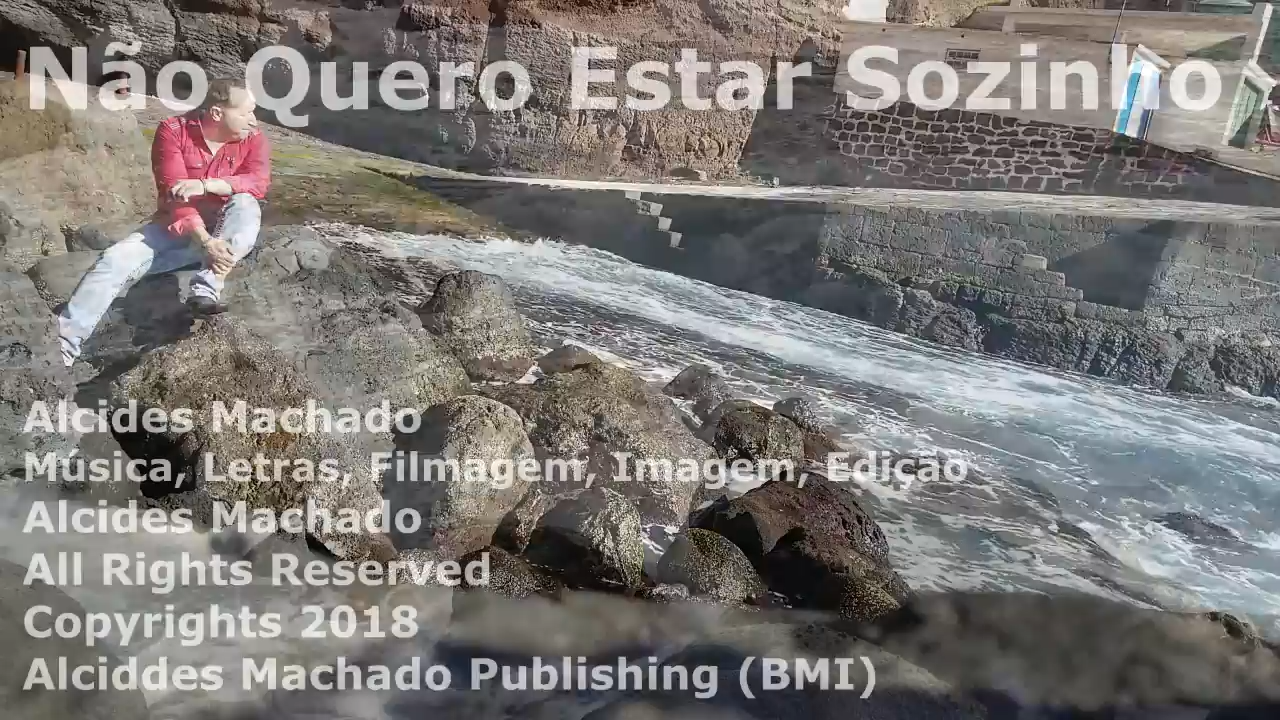 Não Quero Estar Sozinho
Alcides Machado
Música, Letras, Filmagem, Imagem, Edição
Alcides Machado
All Rights Reserved
Copyrights 2018
Alciddes Machado Publishing (BMI)